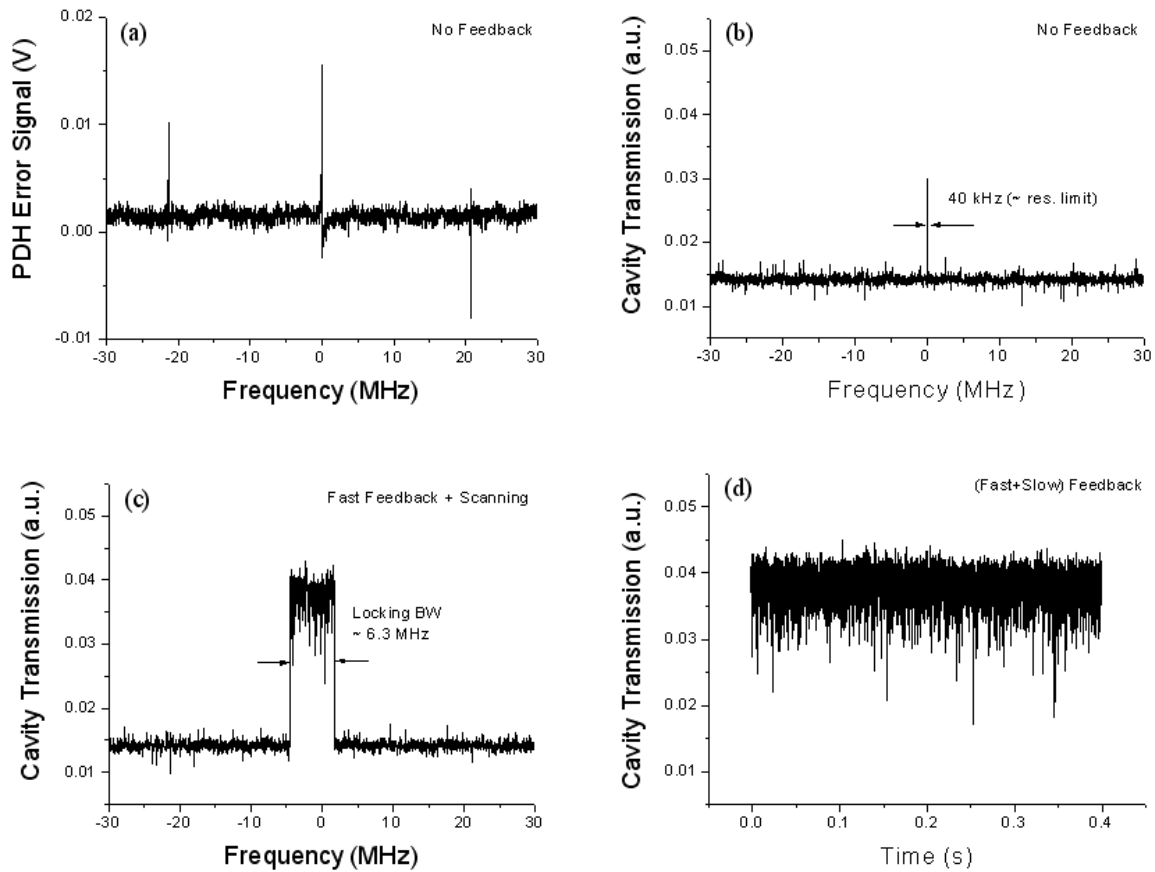 (a)
No Feedback
0.02
0.01
0.00
-0.01
PDH Error Signal (V)
-30 -20 -10 0 10 20 30
Frequency (MHz)
(b)
No Feedback
0.05
0.04
0.03
0.02
0.01
Cavity Transmission (a.u.)
40 kHz (~ res. limit)
-30 -20 -10 0 10 20 30
Frequency (MHz)
(c)
Fast Feedback + Scanning
0.05
0.04
0.03
0.02
0.01
Cavity Transmission (a.u.)
Locking BW
~ 6.3 MHz
-30 -20 -10 0 10 20 30
Frequency (MHz)
(d)
(Fast+Slow) Feedback
0.05
0.04
0.03
0.02
0.01
Cavity Transmission (a.u.)
0.0 0.1 0.2 0.3 0.4
Time (s)